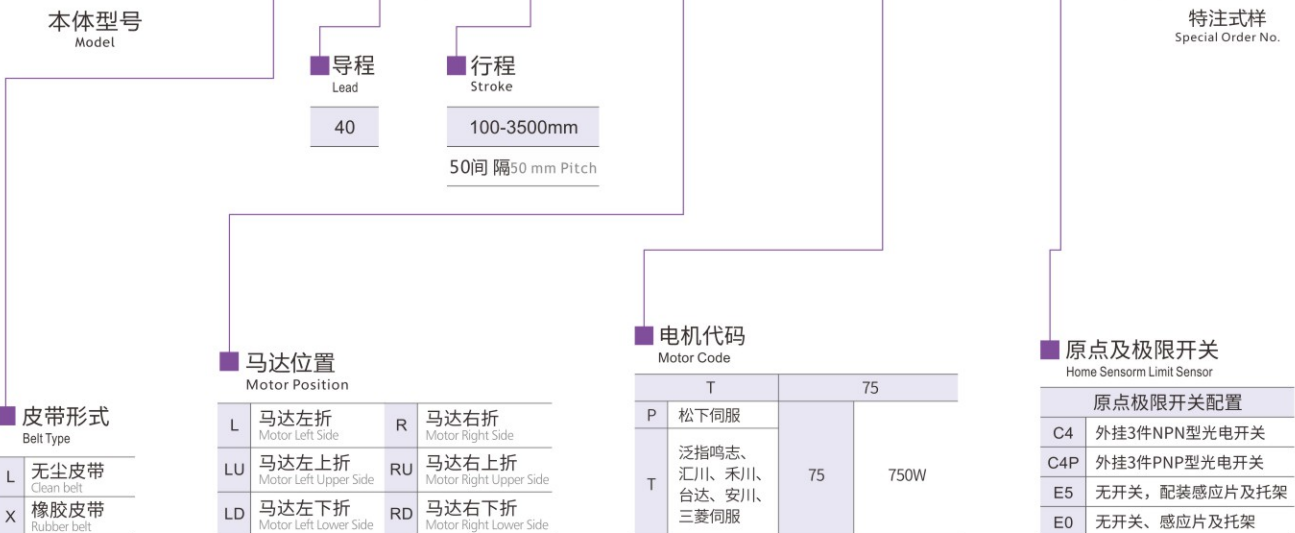 本体型号
Model
特注式样
Special Order No.
导程
Lead
40
行程
Stroke
100-3500mm
50间 隔50 mm Pitch
皮带形式
Belt Type
L 无尘皮带
Clean belt
X 橡胶皮带
Rubber belt
马达位置
Motor Position
L 马达左折 R 马达右折
Motor Left Side Motor Right Side
LU 马达左上折 RU 马达右上折
Motor Left Upper Side Motor Right Upper Side
LD 马达左下折 RD 马达右下折
Motor Left Lower Side Motor Right Lower Side
电机代码
Motor Code
T 75
P 松下伺服
T 泛指鸣志、
汇川、禾川、
台达、安川、
三菱伺服
75 750W
原点及极限开关
Home Sensorm Limit Sensor
原点极限开关配置
C4 外挂3件NPN型光电开关
C4P 外挂3件PNP型光电开关
E5 无开关，配装感应片及托架
E0 无开关、感应片及托架